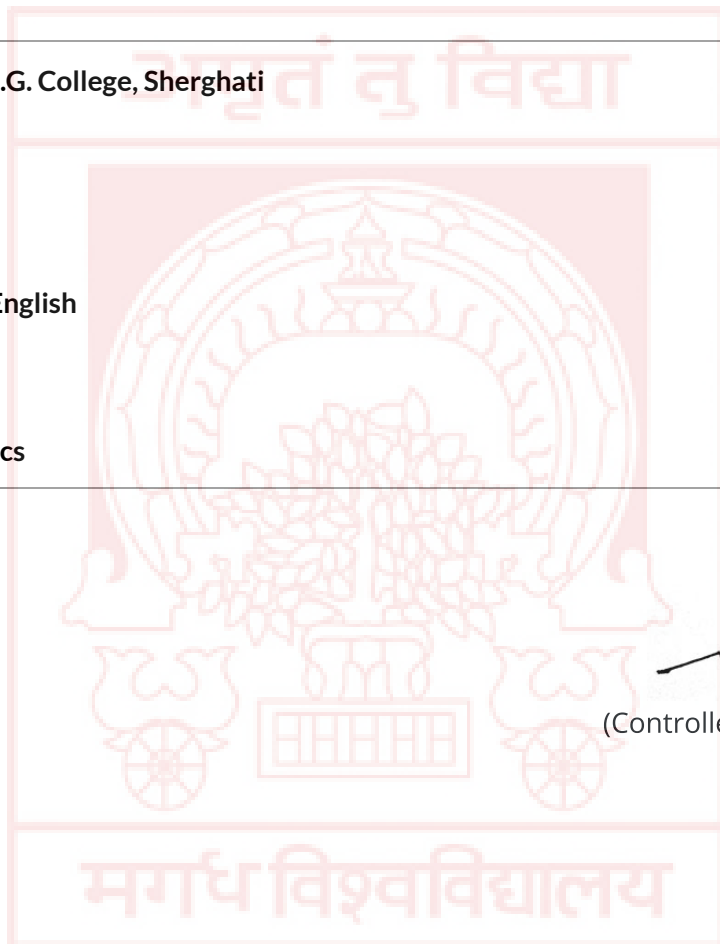 अमृतं तु विद्या
.G. College, Sherghati
English
cs
(Controlle
मगध विश्वविद्यालय